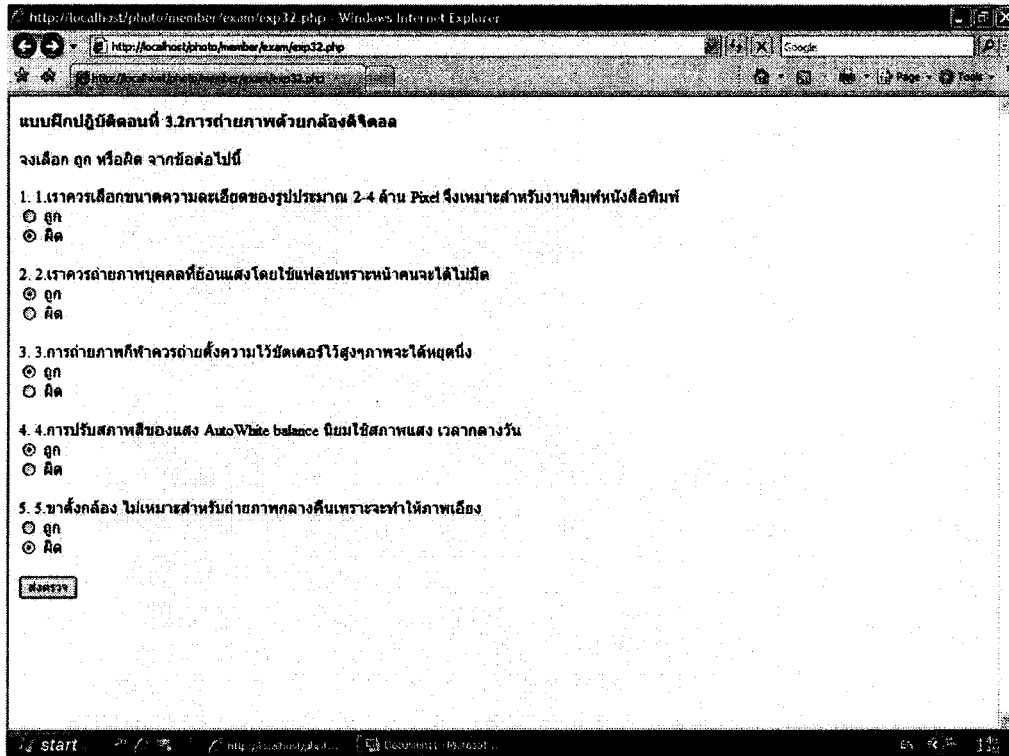 http://localhost/photo/member/exam/exp32.php - Windows Internet Explorer
http://localhost/photo/member/exam/exp32.php
Google
http://localhost/photo/member/exam/exp32.php
Page
Tools
แบบฝึกปฏิบัติตอนที่ 3.2การถ่ายภาพด้วยกล้องดิจิตอล
จงเลือก ถูก หรือผิด จากข้อต่อไปนี้
1. 1.เราควรเลือกขนาดความละเอียดของรูปประมาณ 2-4 ล้าน Pixel จึงเหมาะสำหรับงานพิมพ์หนังสือพิมพ์
ถูก
ผิด
2. 2.เราควรถ่ายภาพบุคคลที่ย้อนแสงโดยใช้แฟลชเพราะหน้าคนจะได้ไม่มืด
ถูก
ผิด
3. 3.การถ่ายภาพกีฬาควรถ่ายตั้งความไว้ชัตเตอร์ไว้สูงๆภาพจะได้หยุดนิ่ง
ถูก
ผิด
4. 4.การปรับสภาพสีของแสง AutoWhite balance นิยมใช้สภาพแสง เวลากลางวัน
ถูก
ผิด
5. 5.ขาตั้งกล้อง ไม่เหมาะสำหรับถ่ายภาพกลางคืนเพราะจะทำให้ภาพเอียง
ถูก
ผิด
ส่งตรวจ
start
EN